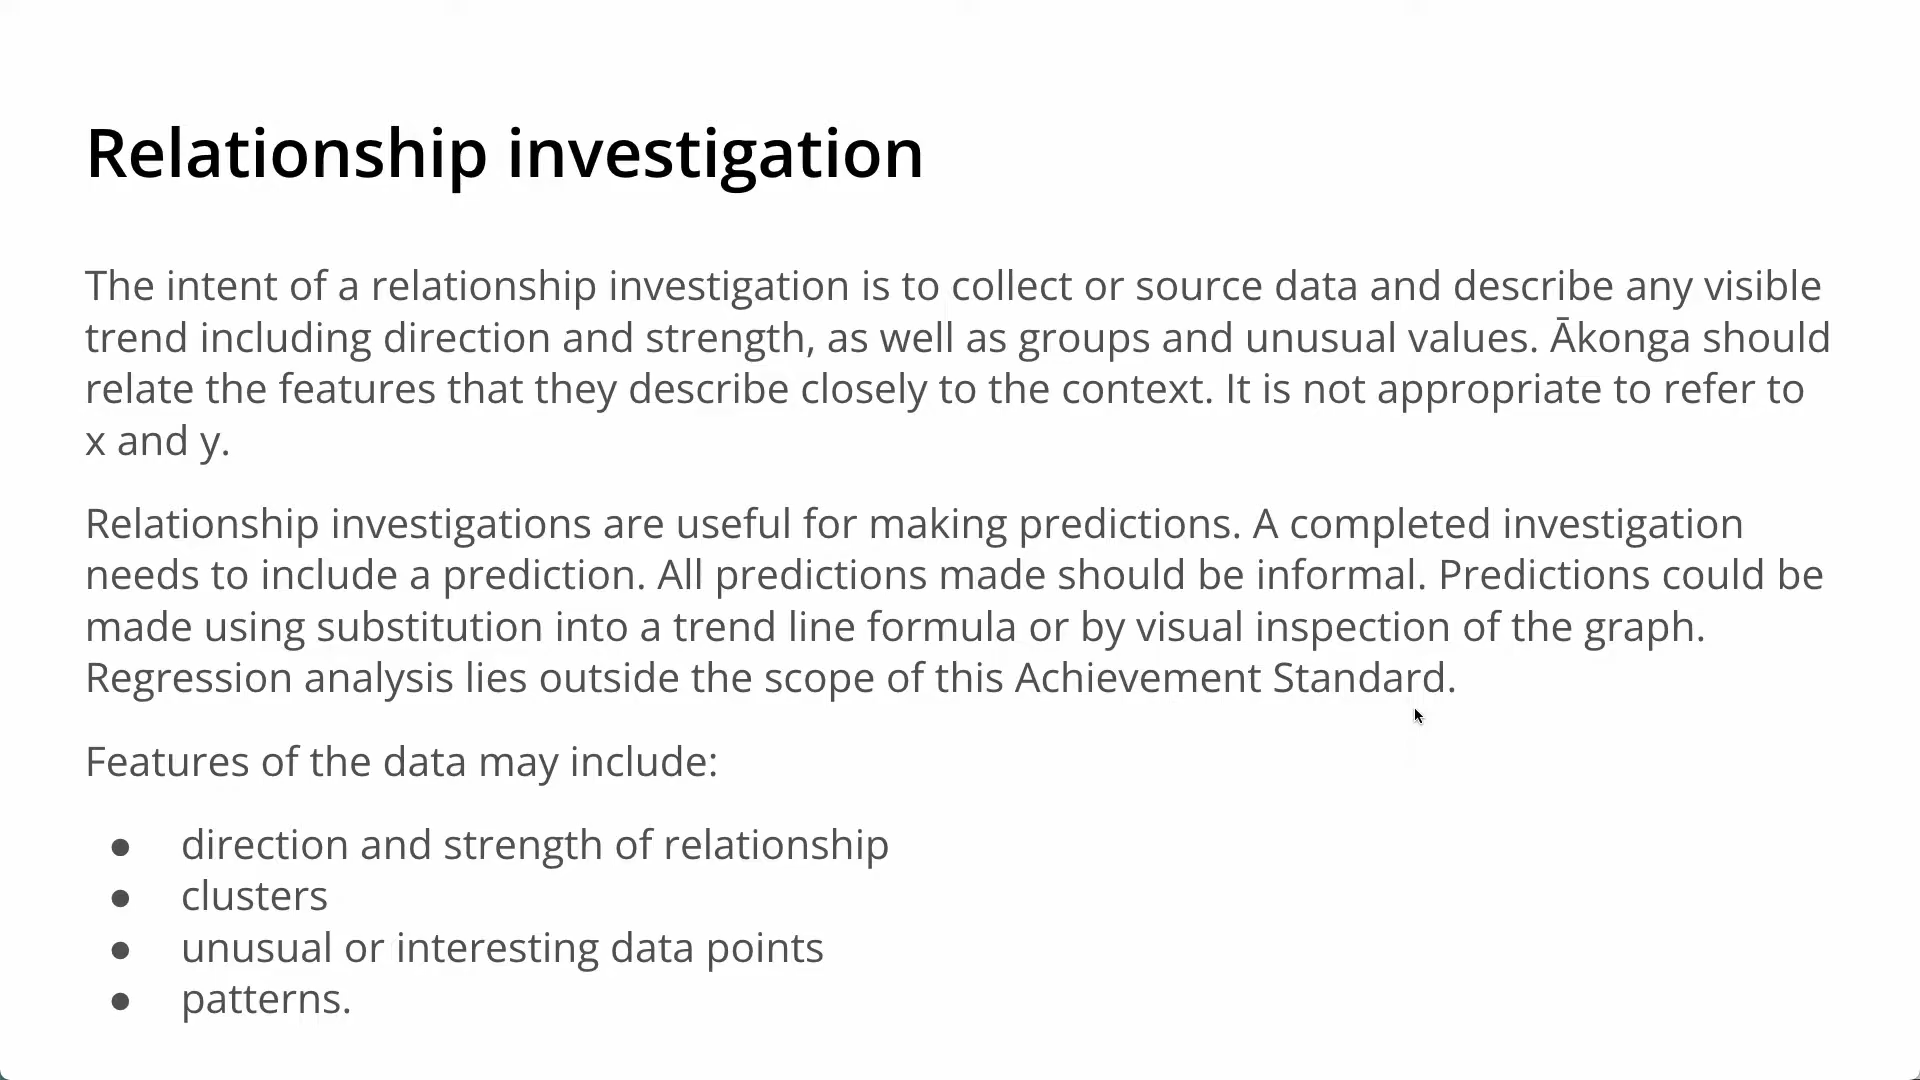 Relationship investigation
The intent of a relationship investigation is to collect or source data and describe any visible
trend including direction and strength, as well as groups and unusual values. Ākonga should
relate the features that they describe closely to the context. It is not appropriate to refer to
x and y.
Relationship investigations are useful for making predictions. A completed investigation
needs to include a prediction. All predictions made should be informal. Predictions could be
made using substitution into a trend line formula or by visual inspection of the graph.
Regression analysis lies outside the scope of this Achievement Standard.
Features of the data may include:
● direction and strength of relationship
● clusters
● unusual or interesting data points
● patterns.